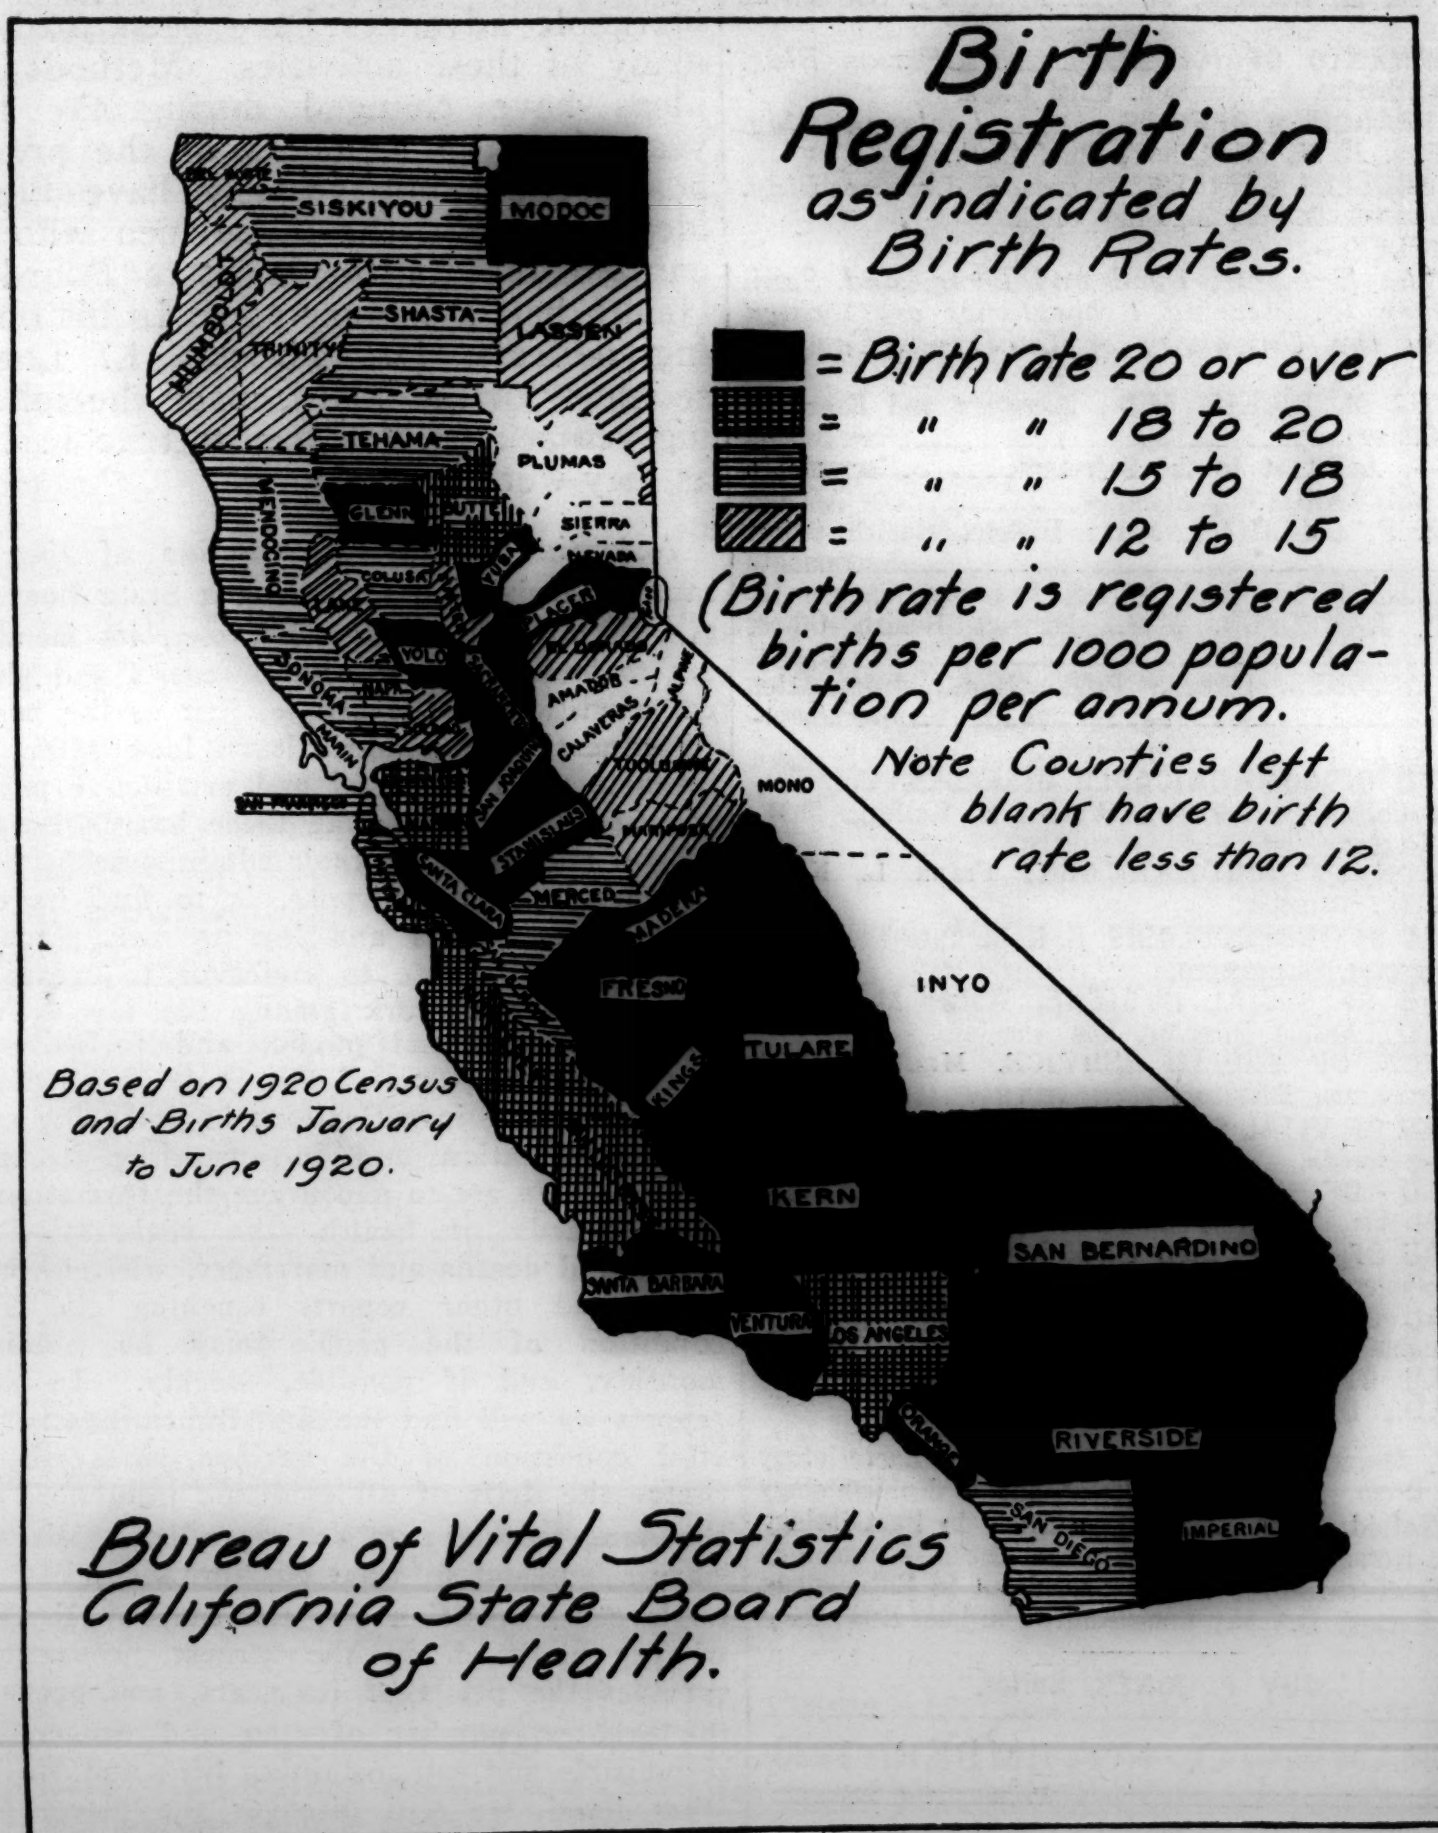 Birth
Registration
as indicated by
Birth Rates.
= Birth rate 20 or over
= " " 18 to 20
= " " 15 to 18
= " " 12 to 15
(Birth rate is registered
births per 1000 popula-
tion per annum.
Note Counties left
blank have birth
rate less than 12.
SISKIYOU
MODOC
HUMBOLDT
TRINITY
SHASTA
LASSEN
TEHAMA
PLUMAS
MENDOCINO
GLENN
BUTTE
SIERRA
NEVADA
YUBA
COLUSA
LAKE
PLACER
YOLO
EL DORADO
SONOMA
NAPA
SACRAMENTO
AMADOR
ALPINE
CALAVERAS
MARIN
SAN JOAQUIN
TUOLUMNE
MONO
SAN FRANCISCO
STANISLAUS
MARIPOSA
SANTA CLARA
MERCED
MADERA
FRESNO
INYO
TULARE
KINGS
KERN
SAN BERNARDINO
SANTA BARBARA
VENTURA
LOS ANGELES
ORANGE
RIVERSIDE
SAN DIEGO
IMPERIAL
Based on 1920 Census
and Births January
to June 1920.
Bureau of Vital Statistics
California State Board
of Health.